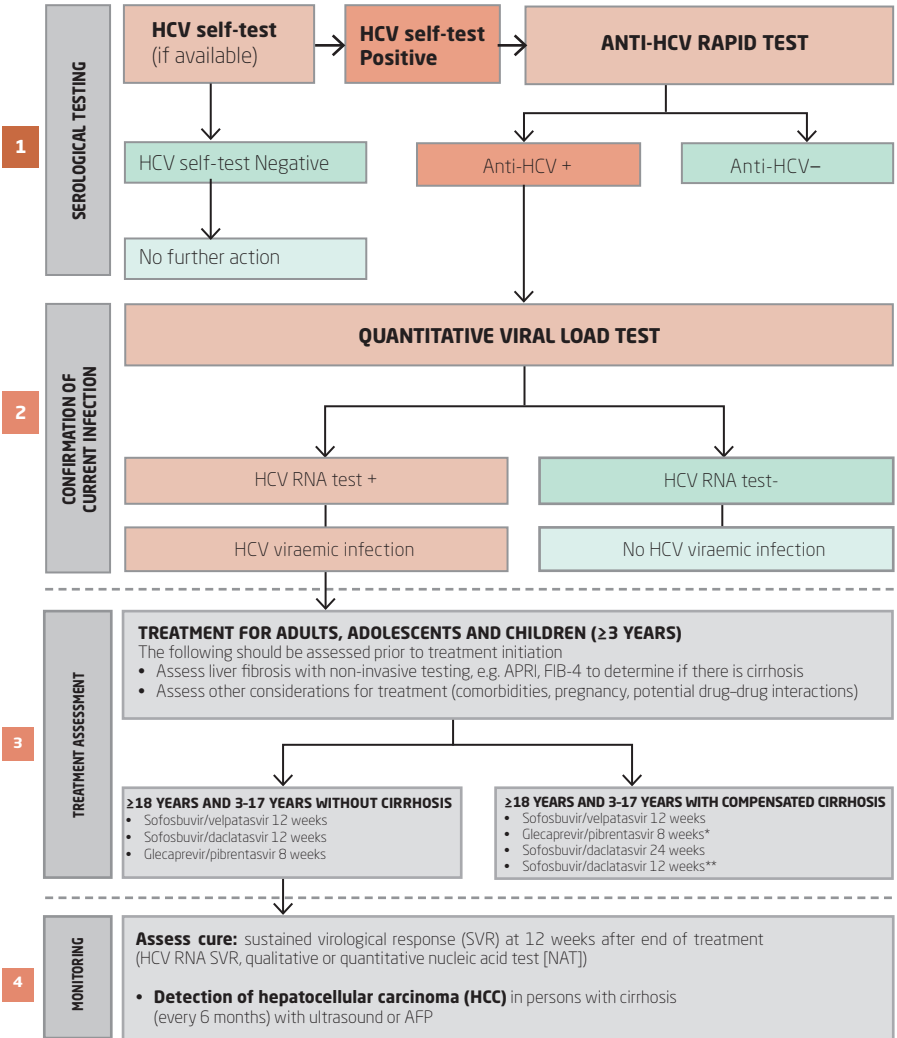 1
SEROLOGICAL TESTING
HCV self-test
(if available)
HCV self-test
Positive
ANTI-HCV RAPID TEST
HCV self-test Negative
Anti-HCV +
Anti-HCV–
No further action
2
CONFIRMATION OF
CURRENT INFECTION
QUANTITATIVE VIRAL LOAD TEST
HCV RNA test +
HCV RNA test-
HCV viraemic infection
No HCV viraemic infection
3
TREATMENT ASSESSMENT
TREATMENT FOR ADULTS, ADOLESCENTS AND CHILDREN (≥3 YEARS)
The following should be assessed prior to treatment initiation
• Assess liver fibrosis with non-invasive testing, e.g. APRI, FIB-4 to determine if there is cirrhosis
• Assess other considerations for treatment (comorbidities, pregnancy, potential drug–drug interactions)
≥18 YEARS AND 3-17 YEARS WITHOUT CIRRHOSIS
• Sofosbuvir/velpatasvir 12 weeks
• Sofosbuvir/daclatasvir 12 weeks
• Glecaprevir/pibrentasvir 8 weeks
≥18 YEARS AND 3-17 YEARS WITH COMPENSATED CIRRHOSIS
• Sofosbuvir/velpatasvir 12 weeks
• Glecaprevir/pibrentasvir 8 weeks*
• Sofosbuvir/daclatasvir 24 weeks
• Sofosbuvir/daclatasvir 12 weeks**
4
MONITORING
Assess cure: sustained virological response (SVR) at 12 weeks after end of treatment
(HCV RNA SVR, qualitative or quantitative nucleic acid test [NAT])
• Detection of hepatocellular carcinoma (HCC) in persons with cirrhosis
(every 6 months) with ultrasound or AFP